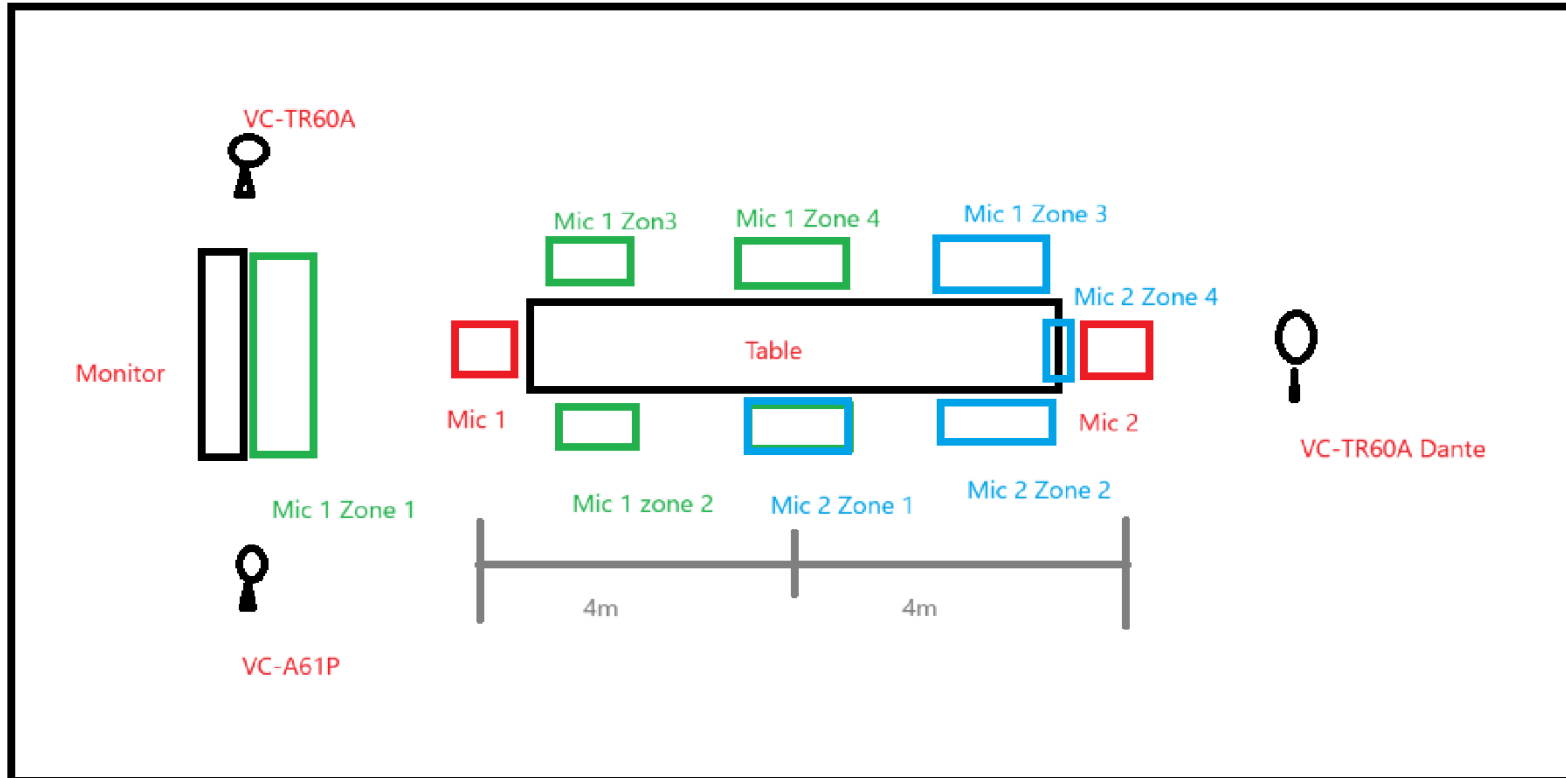 VC-TR60A
Mic 1 Zon3
Mic 1 Zone 4
Mic 1 Zone 3
Mic 2 Zone 4
Table
Monitor
Mic 1
Mic 2
VC-TR60A Dante
Mic 1 Zone 1
Mic 1 zone 2
Mic 2 Zone 1
Mic 2 Zone 2
4m
4m
VC-A61P